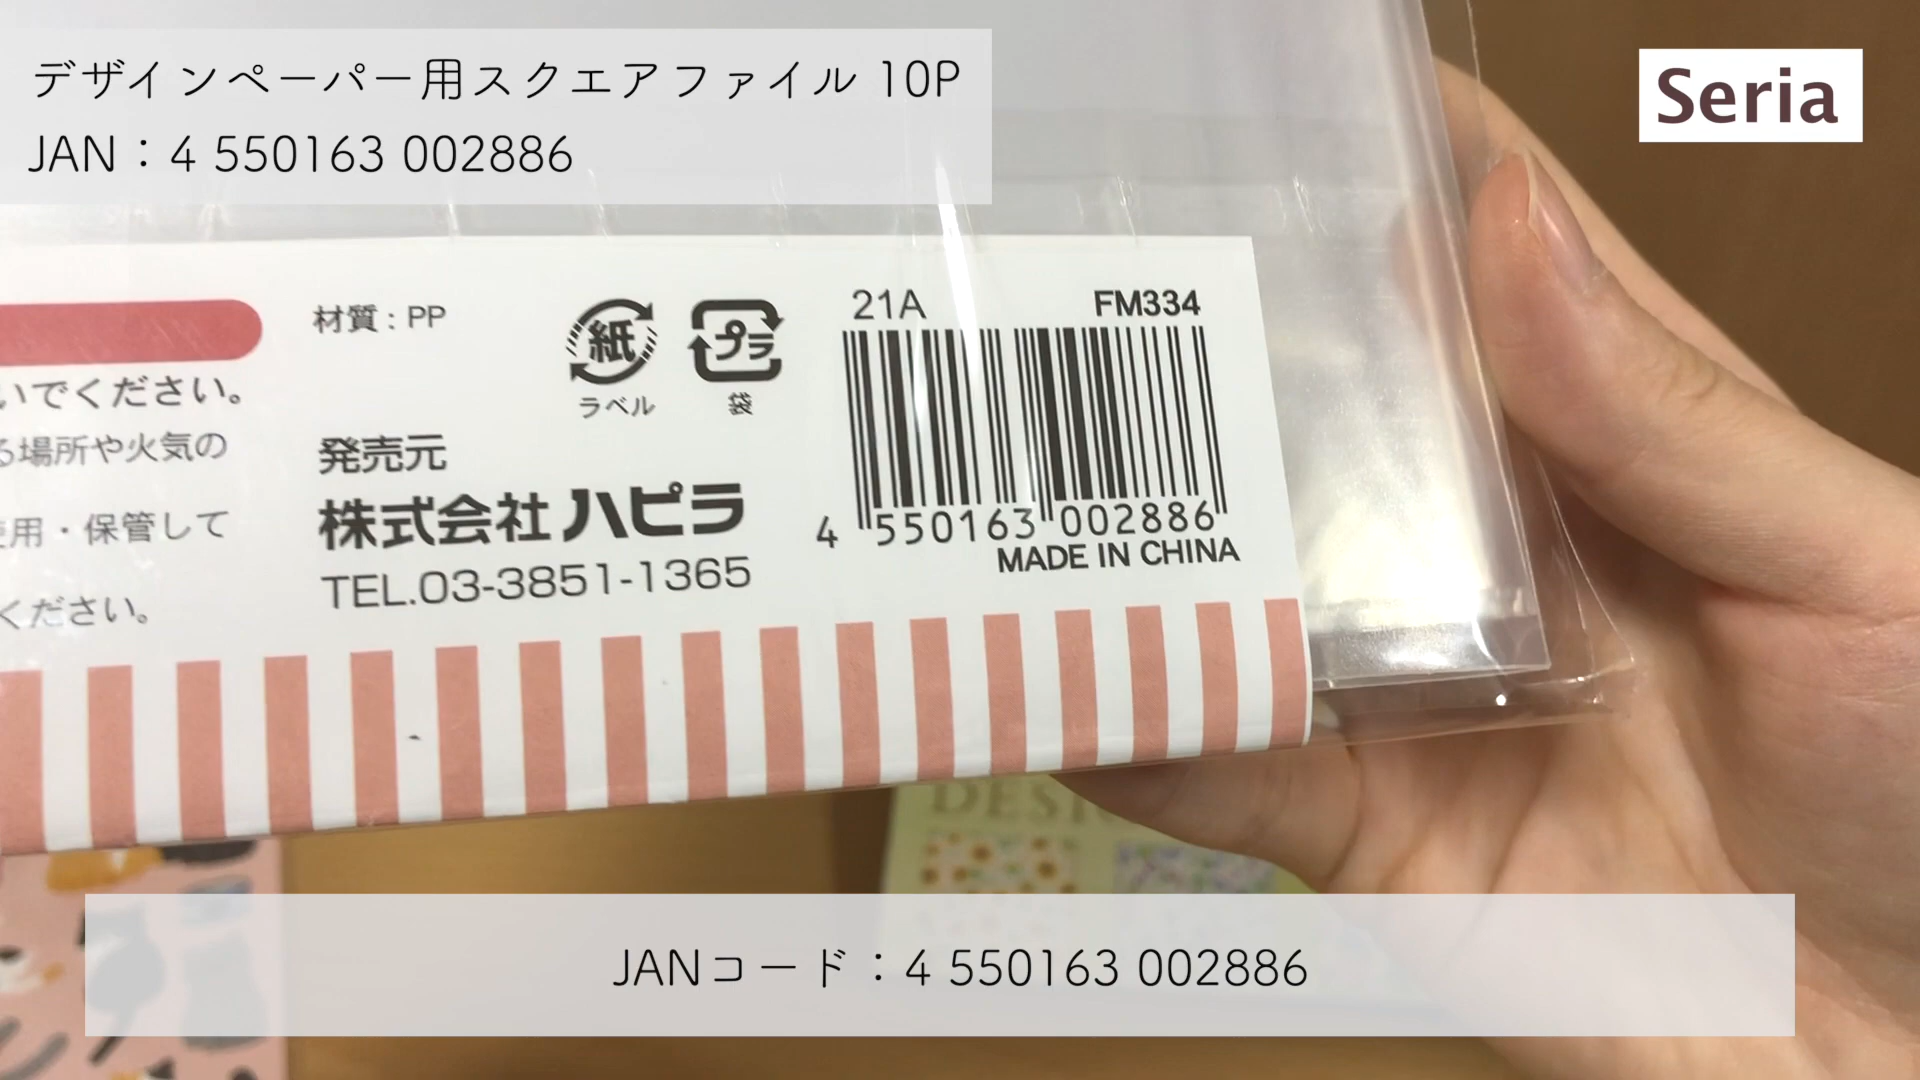 デザインペーパー用スクエアファイル 10P
JAN：4 550163 002886
Seria
材質 : PP
紙
ラベル
プラ
袋
21A
FM334
いでください。
る場所や火気の
使用・保管して
ください。
発売元
株式会社ハピラ
TEL.03-3851-1365
4 550163 002886
MADE IN CHINA
JANコード：4 550163 002886